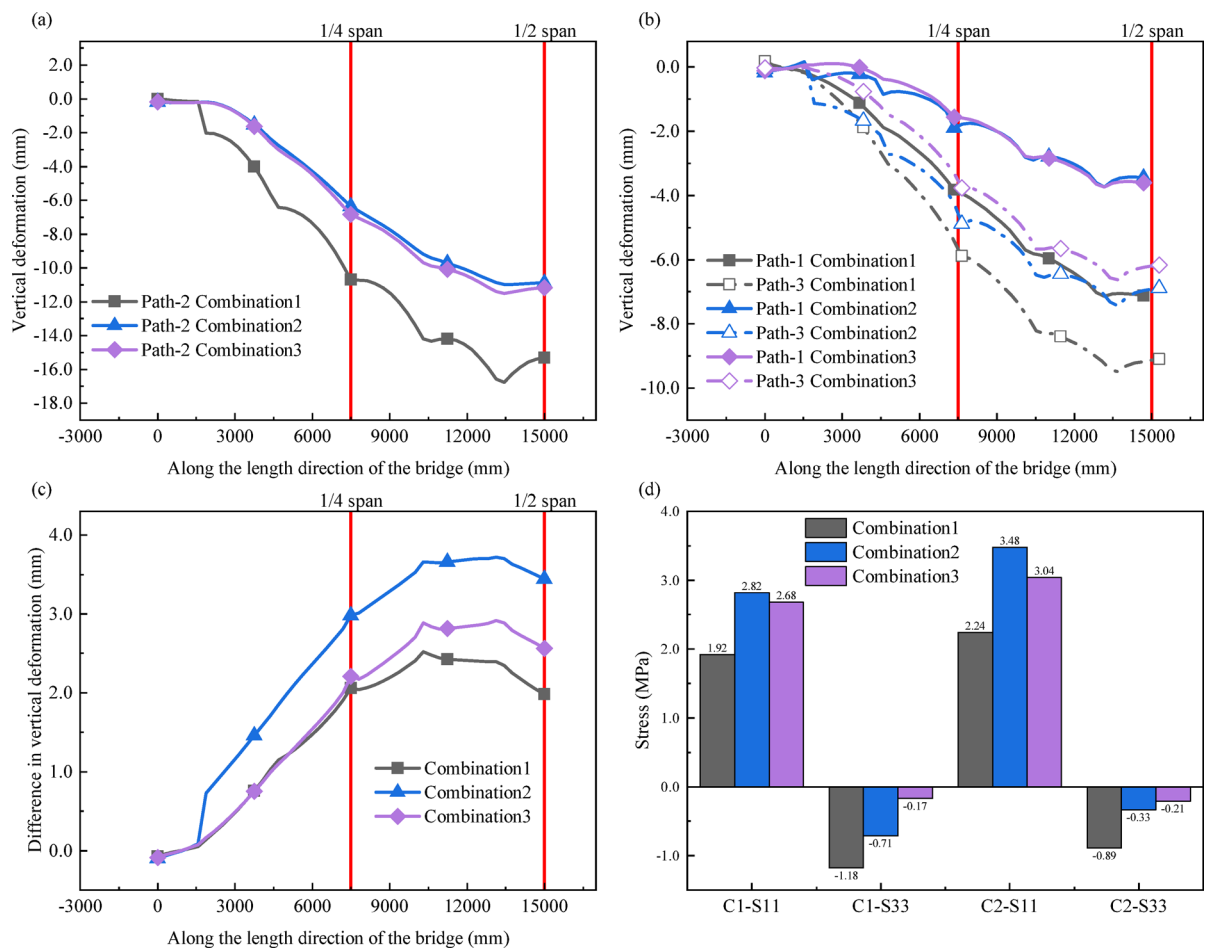 (a)
1/4 span
1/2 span
2.0
0.0
-2.0
-4.0
-6.0
-8.0
-10.0
-12.0
-14.0
-16.0
-18.0
Vertical deformation (mm)
Path-2 Combination1
Path-2 Combination2
Path-2 Combination3
-3000
0
3000
6000
9000
12000
15000
Along the length direction of the bridge (mm)
(b)
1/4 span
1/2 span
0.0
-2.0
-4.0
-6.0
-8.0
-10.0
Vertical deformation (mm)
Path-1 Combination1
Path-3 Combination1
Path-1 Combination2
Path-3 Combination2
Path-1 Combination3
Path-3 Combination3
-3000
0
3000
6000
9000
12000
15000
Along the length direction of the bridge (mm)
(c)
1/4 span
1/2 span
4.0
3.0
2.0
1.0
0.0
Difference in vertical deformation (mm)
Combination1
Combination2
Combination3
-3000
0
3000
6000
9000
12000
15000
Along the length direction of the bridge (mm)
(d)
4.0
3.0
2.0
1.0
0.0
-1.0
Stress (MPa)
Combination1
Combination2
Combination3
1.92
2.82
2.68
-1.18
-0.71
-0.17
2.24
3.48
3.04
-0.89
-0.33
-0.21
C1-S11
C1-S33
C2-S11
C2-S33